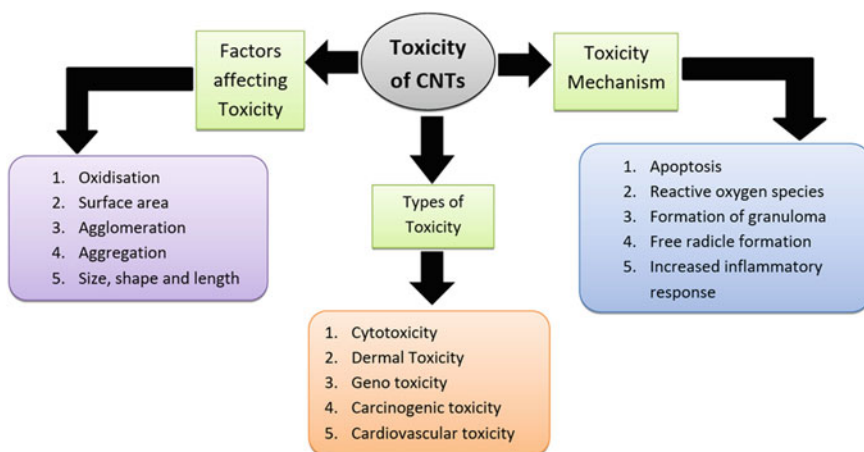 Toxicity
of CNTs
Factors
affecting
Toxicity
Toxicity
Mechanism
1. Oxidisation
2. Surface area
3. Agglomeration
4. Aggregation
5. Size, shape and length
Types of
Toxicity
1. Apoptosis
2. Reactive oxygen species
3. Formation of granuloma
4. Free radicle formation
5. Increased inflammatory
response
1. Cytotoxicity
2. Dermal Toxicity
3. Geno toxicity
4. Carcinogenic toxicity
5. Cardiovascular toxicity